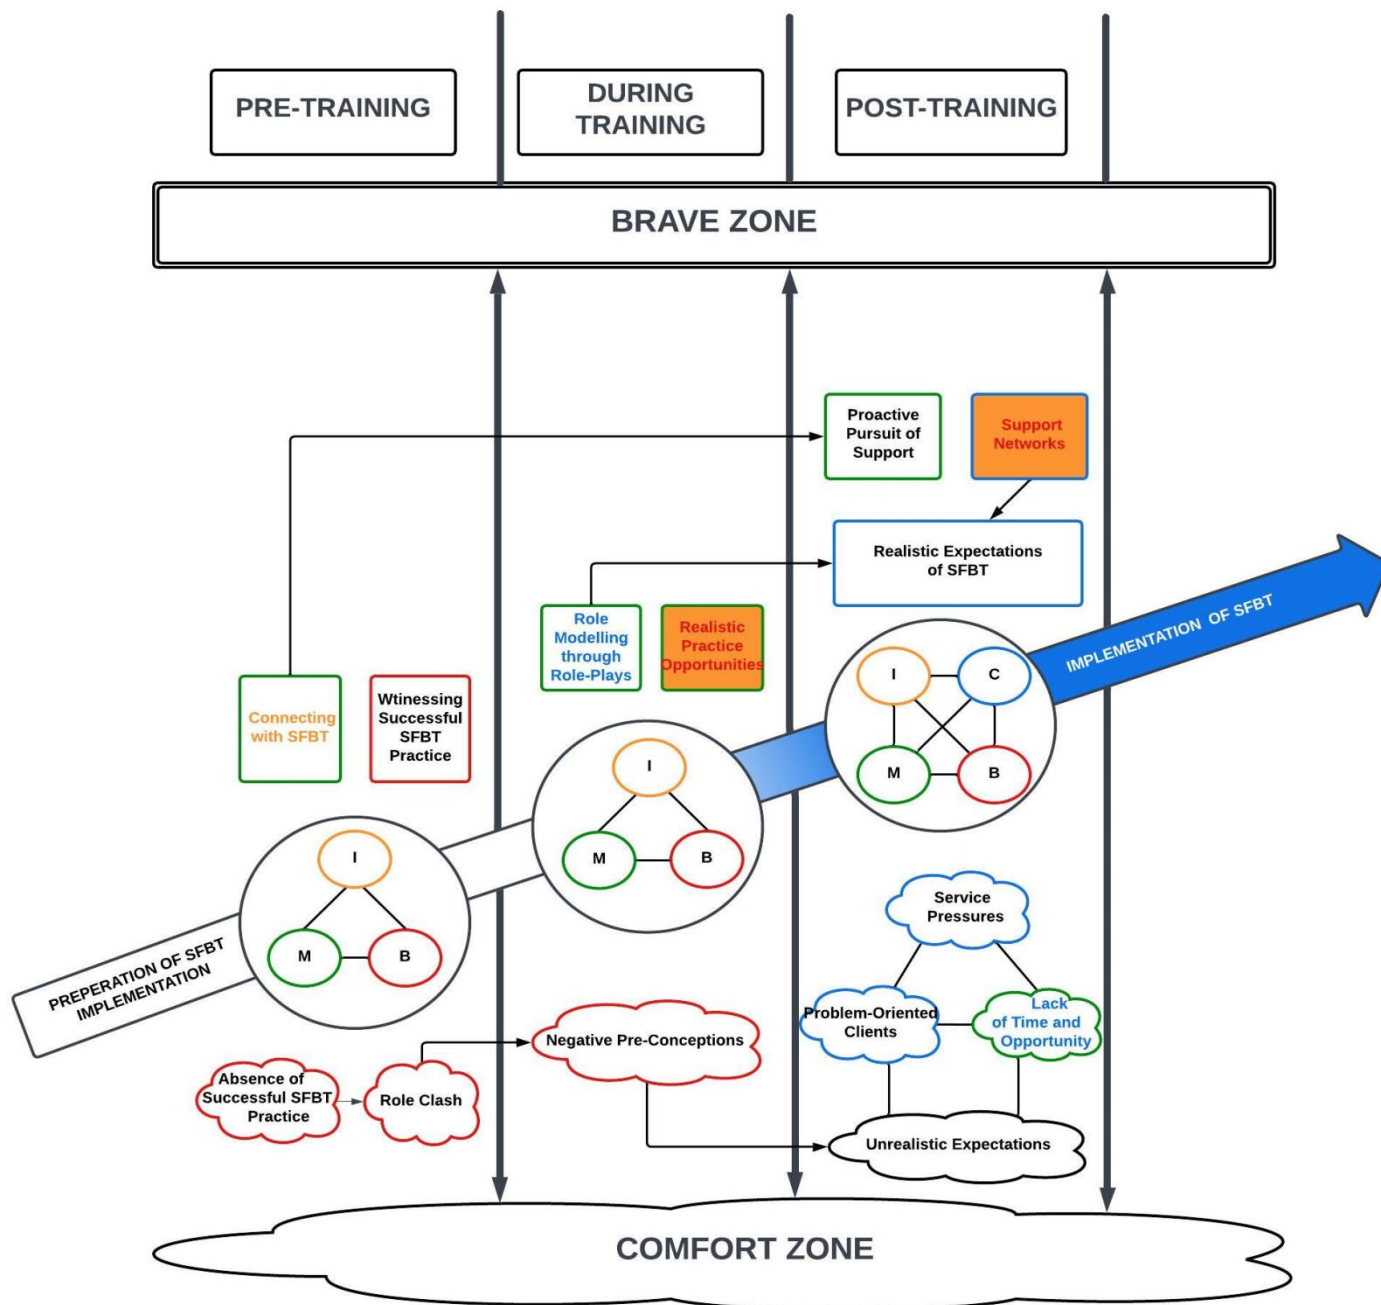 PRE-TRAINING
DURING
TRAINING
POST-TRAINING
BRAVE ZONE
Proactive
Pursuit of
Support
Support
Networks
Realistic Expectations
of SFBT
Role
Modelling
through
Role-Plays
Realistic
Practice
Opportunities
Connecting
with SFBT
Wtinessing
Successful
SFBT
Practice
IMPLEMENTATION OF SFBT
I
C
M
B
I
M
B
I
M
B
PREPERATION OF SFBT
IMPLEMENTATION
Service
Pressures
Problem-Oriented
Clients
Lack
of Time and
Opportunity
Negative Pre-Conceptions
Absence of
Successful SFBT
Practice
Role Clash
Unrealistic Expectations
COMFORT ZONE